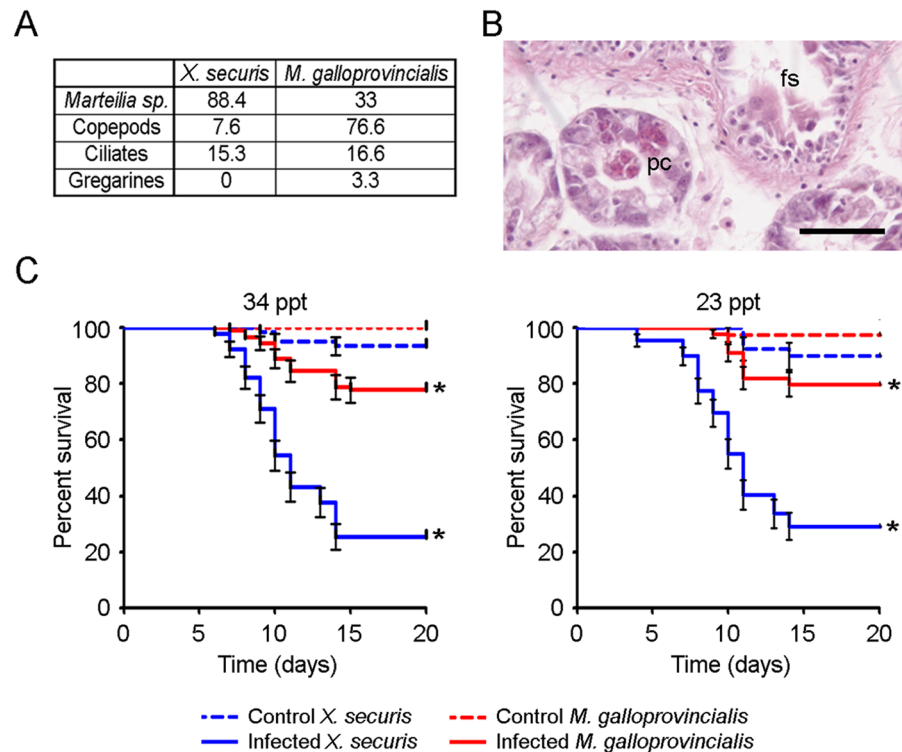 A
X. securis M. galloprovincialis
Marteilia sp. 88.4 33
Copepods 7.6 76.6
Ciliates 15.3 16.6
Gregarines 0 3.3
B
fs
pc
C
34 ppt
100
80
60
40
20
0
Percent survival
0 5 10 15 20
Time (days)
*
*
23 ppt
100
80
60
40
20
0
Percent survival
0 5 10 15 20
Time (days)
*
*
Control X. securis Control M. galloprovincialis
Infected X. securis Infected M. galloprovincialis